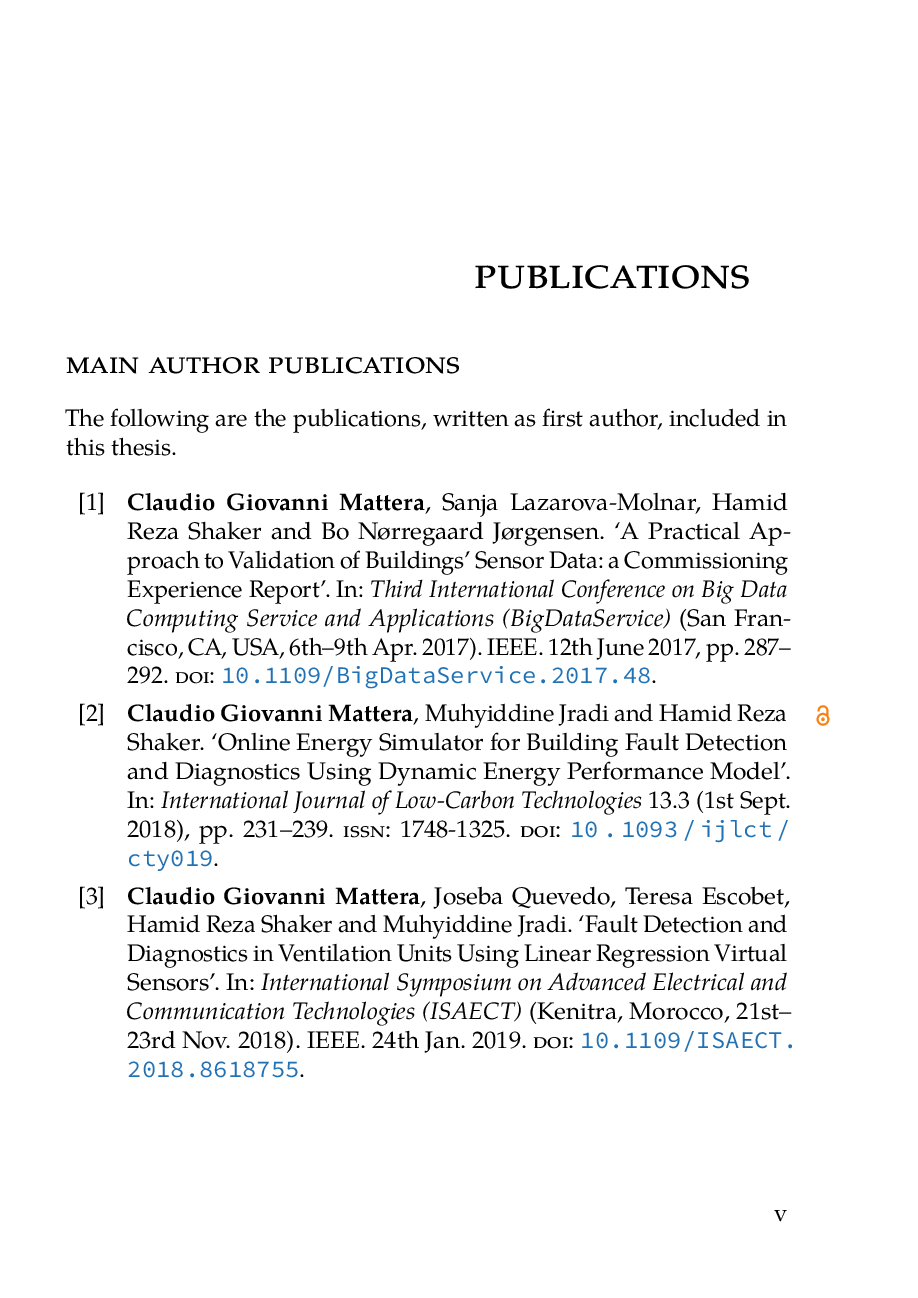 PUBLICATIONS
MAIN AUTHOR PUBLICATIONS
The following are the publications, written as first author, included in
this thesis.
[1] Claudio Giovanni Mattera, Sanja Lazarova-Molnar, Hamid
Reza Shaker and Bo Nørregaard Jørgensen. ‘A Practical Ap-
proach to Validation of Buildings’ Sensor Data: a Commissioning
Experience Report’. In: Third International Conference on Big Data
Computing Service and Applications (BigDataService) (San Fran-
cisco, CA, USA, 6th–9th Apr. 2017). IEEE. 12th June 2017, pp. 287–
292. DOI: 10.1109/BigDataService.2017.48.
[2] Claudio Giovanni Mattera, Muhyiddine Jradi and Hamid Reza
Shaker. ‘Online Energy Simulator for Building Fault Detection
and Diagnostics Using Dynamic Energy Performance Model’.
In: International Journal of Low-Carbon Technologies 13.3 (1st Sept.
2018), pp. 231–239. ISSN: 1748-1325. DOI: 10.1093/ijlct/
cty019.
[3] Claudio Giovanni Mattera, Joseba Quevedo, Teresa Escobet,
Hamid Reza Shaker and Muhyiddine Jradi. ‘Fault Detection and
Diagnostics in Ventilation Units Using Linear Regression Virtual
Sensors’. In: International Symposium on Advanced Electrical and
Communication Technologies (ISAECT) (Kenitra, Morocco, 21st–
23rd Nov. 2018). IEEE. 24th Jan. 2019. DOI: 10.1109/ISAECT.
2018.8618755.
v